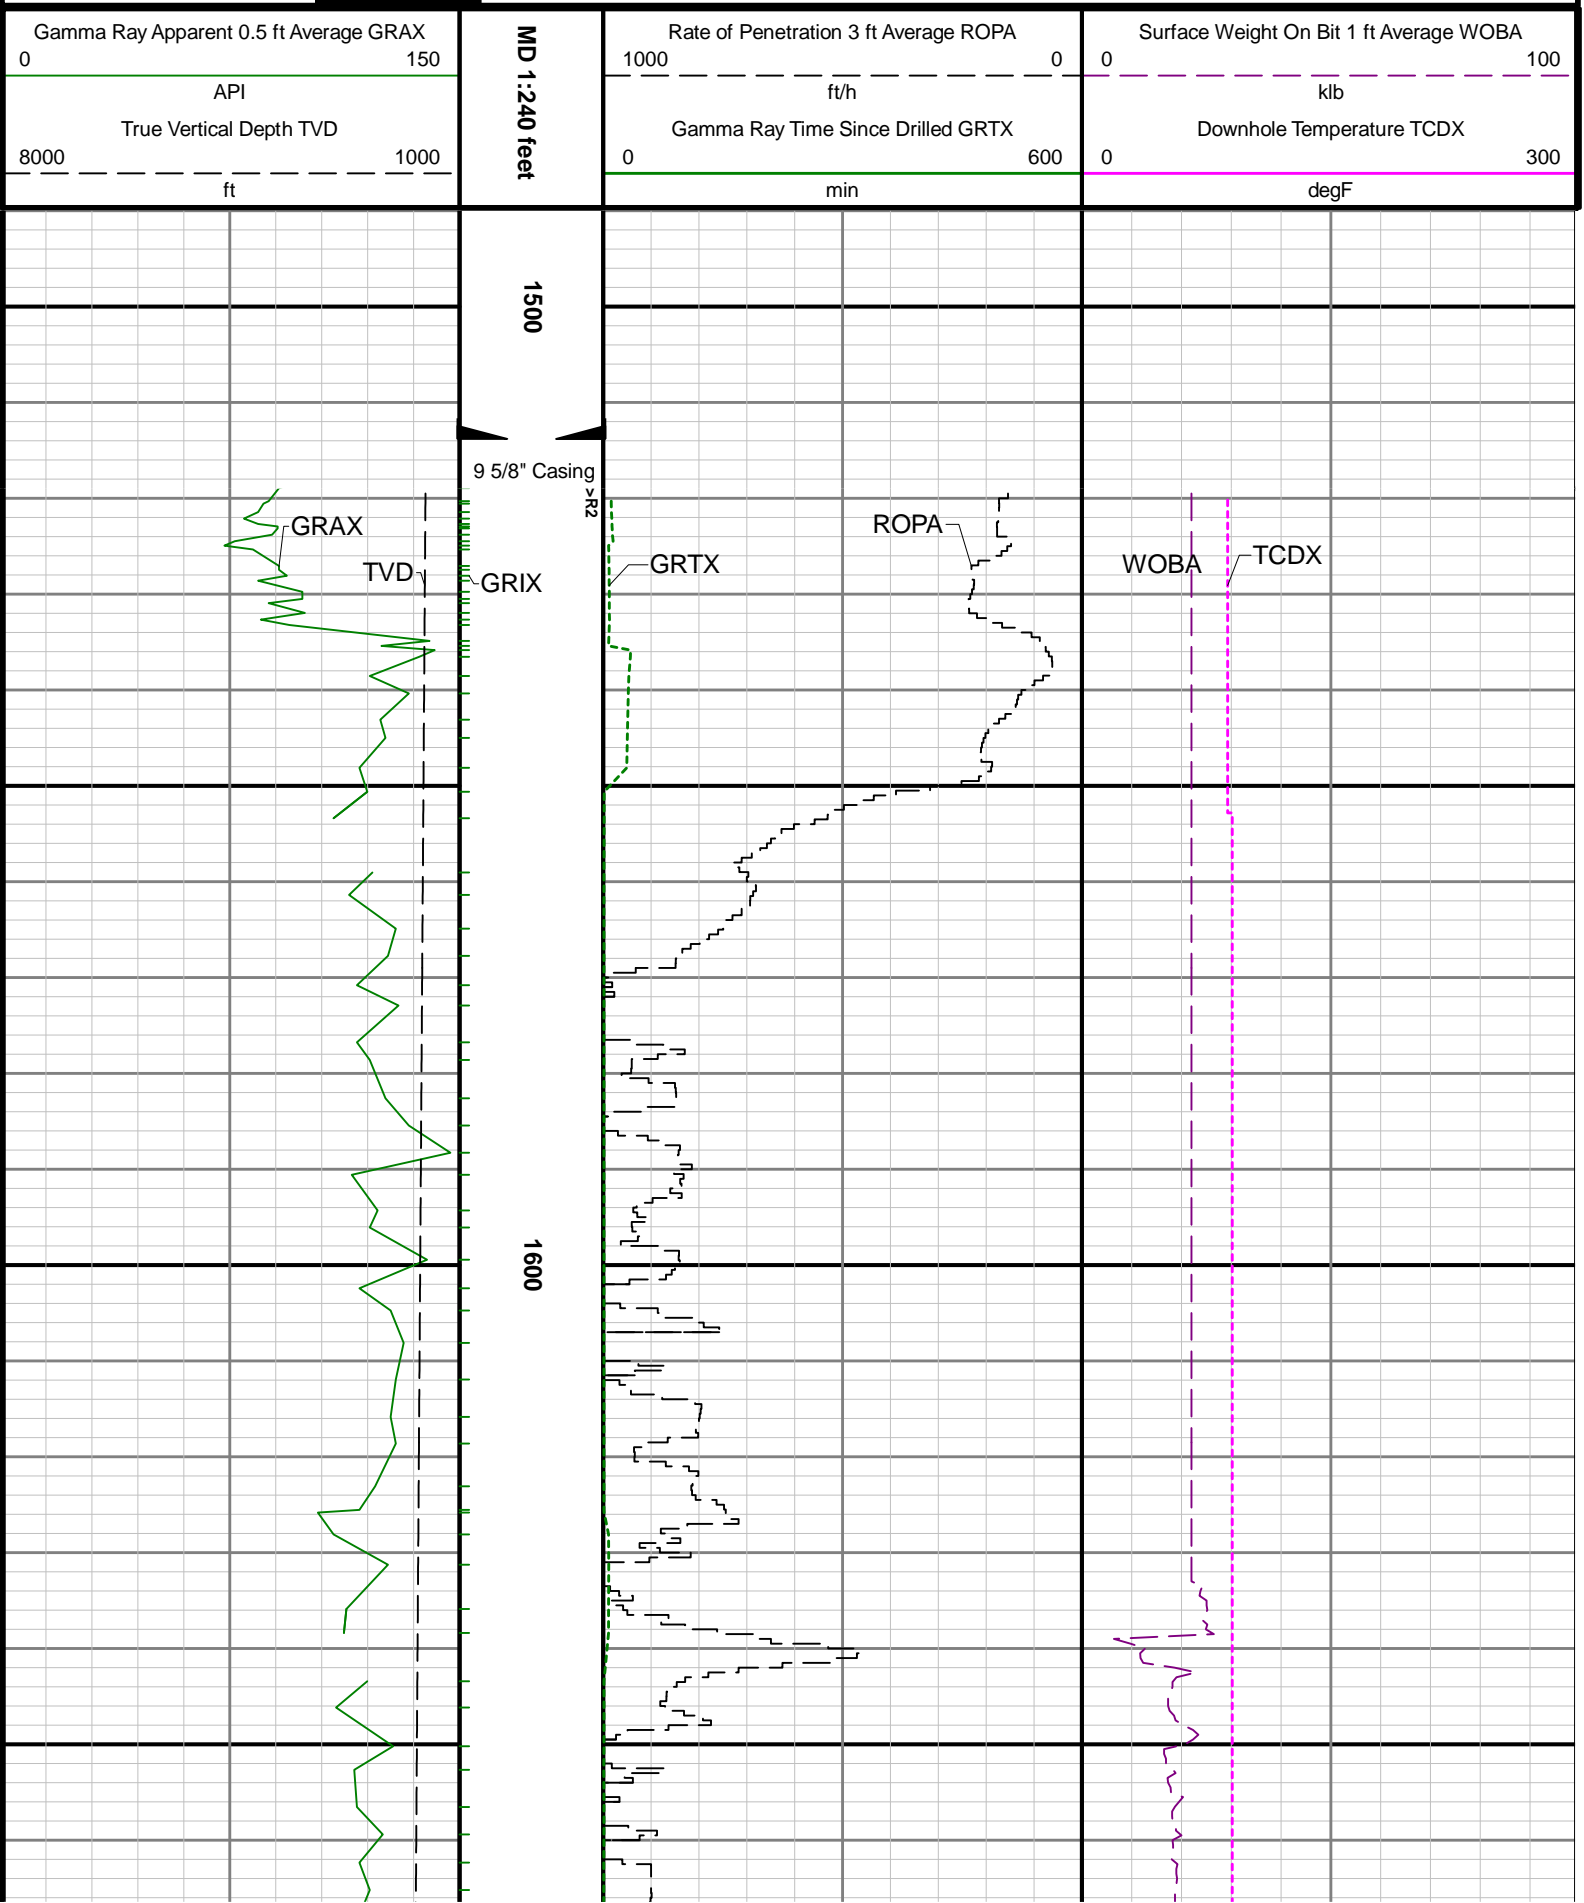 Gamma Ray Apparent 0.5 ft Average GRAX
0 150
API
True Vertical Depth TVD
8000 1000
ft
MD 1:240 feet
Rate of Penetration 3 ft Average ROPA
1000 0
ft/h
Gamma Ray Time Since Drilled GRTX
0 600
min
Surface Weight On Bit 1 ft Average WOBA
0 100
klb
Downhole Temperature TCDX
0 300
degF
1500
9 5/8" Casing
>R2
GRAX
TVD
GRIX
GRTX
ROPA
WOBA
TCDX
1600